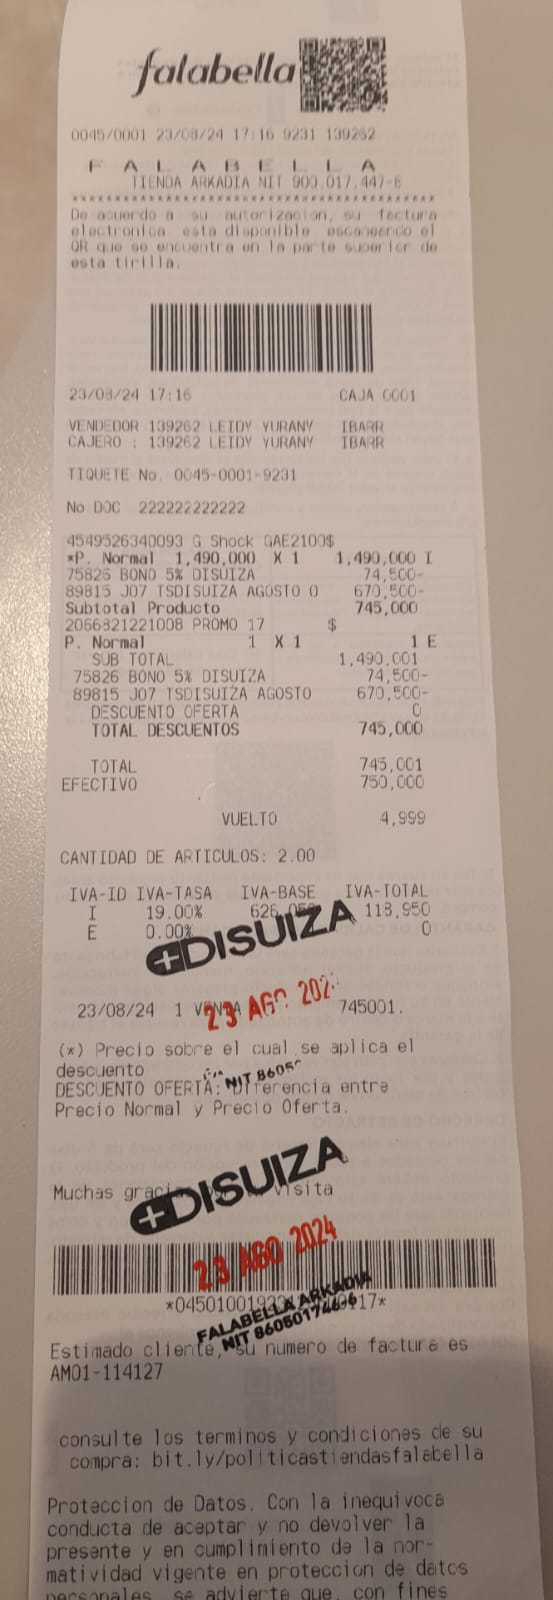 falabella
0045/0001 23/08/24 17:16 9231 139262
F A L A B E L L A
TIENDA ARKADIA NIT 900.017.447-8
****************************************
De acuerdo a su autorizacion, su factura
electronica esta disponible escaneando el
QR que se encuentra en la parte superior de
esta tirilla.
23/08/24 17:16 CAJA 0001
VENDEDOR 139262 LEIDY YURANY IBARR
CAJERO : 139262 LEIDY YURANY IBARR
TIQUETE No. 0045-0001-9231
No DOC 222222222222
4549526340093 G Shock GAE2100$
*P. Normal 1,490,000 X 1 1,490,000 I
75826 BONO 5% DISUIZA 74,500-
89815 J07 TSDISUIZA AGOSTO O 670,500-
Subtotal Producto 745,000
2066821221008 PROMO 17 $
P. Normal 1 X 1 1 E
SUB TOTAL 1,490,001
75826 BONO 5% DISUIZA 74,500-
89815 J07 TSDISUIZA AGOSTO 670,500-
DESCUENTO OFERTA 0
TOTAL DESCUENTOS 745,000
TOTAL 745,001
EFECTIVO 750,000
VUELTO 4,999
CANTIDAD DE ARTICULOS: 2.00
IVA-ID IVA-TASA IVA-BASE IVA-TOTAL
I 19.00% 118,950
E 0.00% 0
DISUIZA
23 AGO
23/08/24 1 VENTA 745001.
(*) Precio sobre el cual se aplica el
descuento
NIT 8605
DESCUENTO OFERTA: Diferencia entre
Precio Normal y Precio Oferta.
DISUIZA
Muchas visita
23 AGO 2024
FALABELLA ARKADIA
NIT
Estimado cliente, su numero de factura es
AM01-114127
consulte los terminos y condiciones de su
compra: bit.ly/politicastiendasfalabella
Proteccion de Datos. Con la inequivoca
conducta de aceptar y no devolver la
presente y en cumplimiento de la nor-
matividad vigente en proteccion de datos
personales, se advierte que, con fines